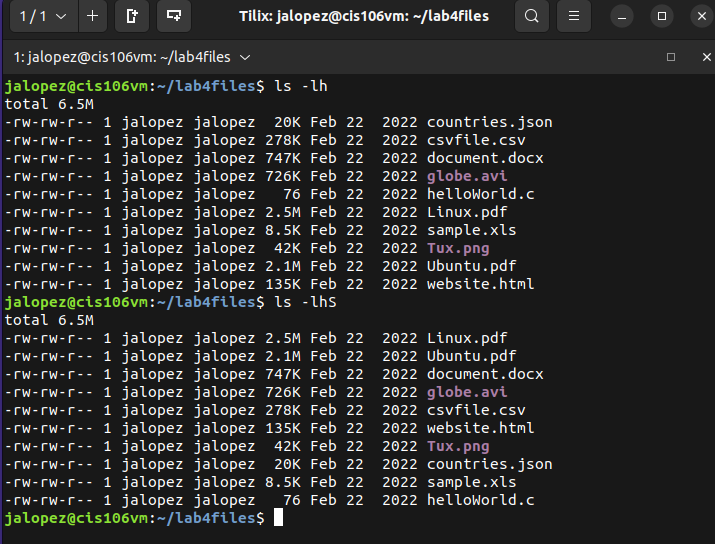 1 / 1 Tilix: jalopez@cis106vm: ~/lab4files
1: jalopez@cis106vm: ~/lab4files
jalopez@cis106vm:~/lab4files$ ls -lh
total 6.5M
-rw-rw-r-- 1 jalopez jalopez  20K Feb 22  2022 countries.json
-rw-rw-r-- 1 jalopez jalopez 278K Feb 22  2022 csvfile.csv
-rw-rw-r-- 1 jalopez jalopez 747K Feb 22  2022 document.docx
-rw-rw-r-- 1 jalopez jalopez 726K Feb 22  2022 globe.avi
-rw-rw-r-- 1 jalopez jalopez   76 Feb 22  2022 helloWorld.c
-rw-rw-r-- 1 jalopez jalopez 2.5M Feb 22  2022 Linux.pdf
-rw-rw-r-- 1 jalopez jalopez 8.5K Feb 22  2022 sample.xls
-rw-rw-r-- 1 jalopez jalopez  42K Feb 22  2022 Tux.png
-rw-rw-r-- 1 jalopez jalopez 2.1M Feb 22  2022 Ubuntu.pdf
-rw-rw-r-- 1 jalopez jalopez 135K Feb 22  2022 website.html
jalopez@cis106vm:~/lab4files$ ls -lhS
total 6.5M
-rw-rw-r-- 1 jalopez jalopez 2.5M Feb 22  2022 Linux.pdf
-rw-rw-r-- 1 jalopez jalopez 2.1M Feb 22  2022 Ubuntu.pdf
-rw-rw-r-- 1 jalopez jalopez 747K Feb 22  2022 document.docx
-rw-rw-r-- 1 jalopez jalopez 726K Feb 22  2022 globe.avi
-rw-rw-r-- 1 jalopez jalopez 278K Feb 22  2022 csvfile.csv
-rw-rw-r-- 1 jalopez jalopez 135K Feb 22  2022 website.html
-rw-rw-r-- 1 jalopez jalopez  42K Feb 22  2022 Tux.png
-rw-rw-r-- 1 jalopez jalopez  20K Feb 22  2022 countries.json
-rw-rw-r-- 1 jalopez jalopez 8.5K Feb 22  2022 sample.xls
-rw-rw-r-- 1 jalopez jalopez   76 Feb 22  2022 helloWorld.c
jalopez@cis106vm:~/lab4files$